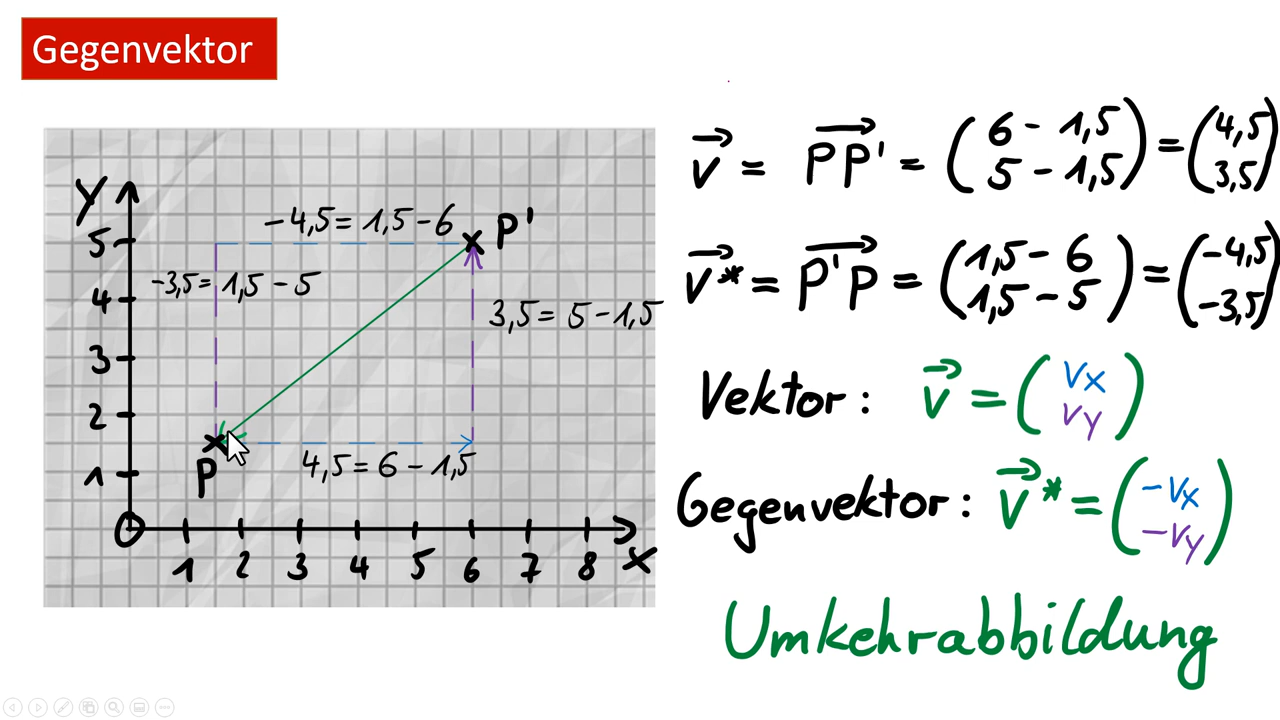 Gegenvektor
y
-4,5 = 1,5 - 6
P'
5
-3,5 = 1,5 - 5
4
3,5 = 5 - 1,5
3
2
1
P
4,5 = 6 - 1,5
0
1 2 3 4 5 6 7 8 x
v⃗ = PP'⃗ = (6 - 1,5 / 5 - 1,5) = (4,5 / 3,5)
v⃗* = P'P⃗ = (1,5 - 6 / 1,5 - 5) = (-4,5 / -3,5)
Vektor: v⃗ = (vx / vy)
Gegenvektor: v⃗* = (-vx / -vy)
Umkehrabbildung